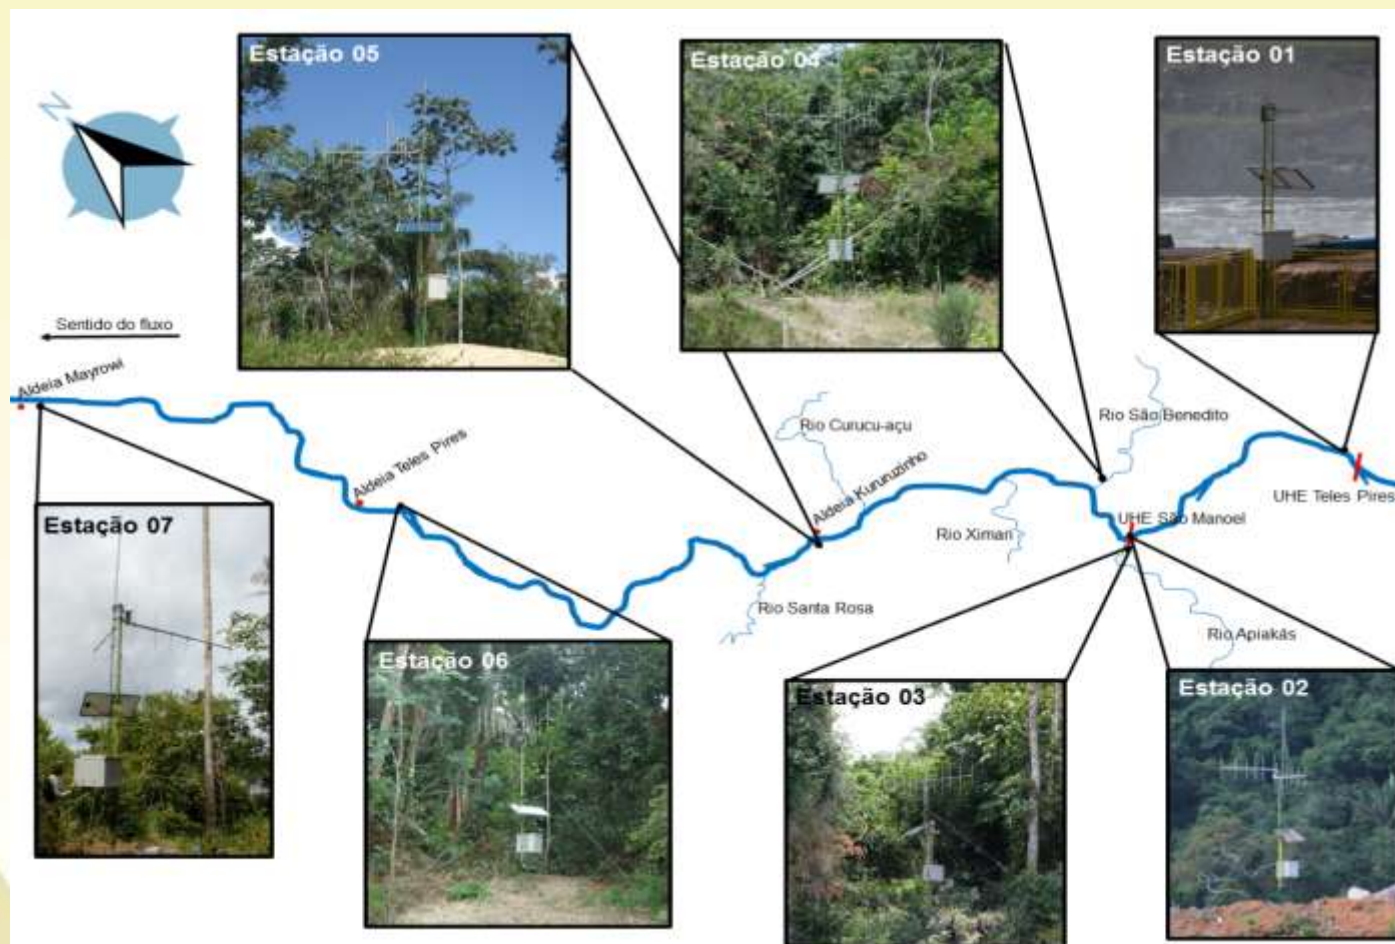 Estação 05
Estação 04
Estação 01
N
Sentido do fluxo
Aldeia Mayrowi
Aldeia Teles Pires
Rio Curucu-açu
Aldeia Kururuzinho
Rio São Benedito
UHE Teles Pires
UHE São Manoel
Rio Ximari
Rio Santa Rosa
Rio Apiakás
Estação 07
Estação 06
Estação 03
Estação 02